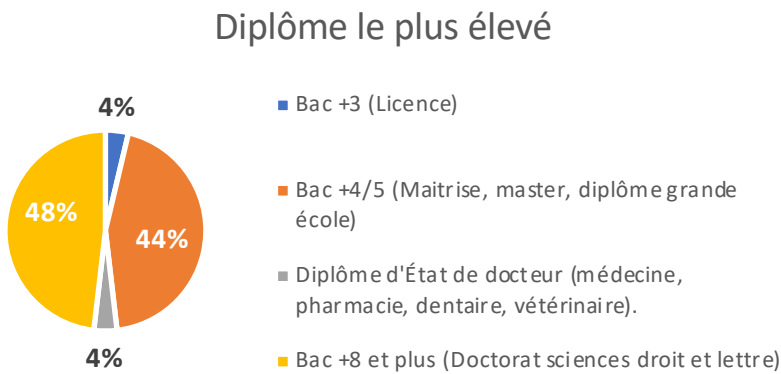 Diplôme le plus élevé
4%
Bac +3 (Licence)
48%
44%
Bac +4/5 (Maitrise, master, diplôme grande
école)
Diplôme d'État de docteur (médecine,
pharmacie, dentaire, vétérinaire).
4%
Bac +8 et plus (Doctorat sciences droit et lettre)